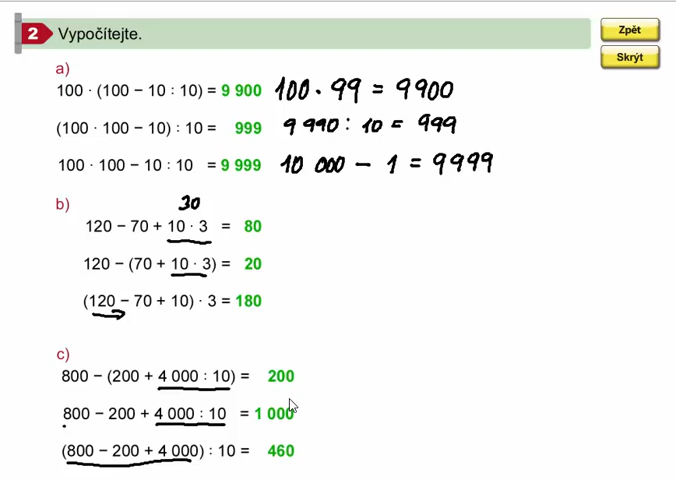 2 Vypočítejte.
Zpět
Skrýt
a)
100 · (100 − 10 : 10) = 9 900 100 · 99 = 9900
(100 · 100 − 10) : 10 = 999 9 990 : 10 = 999
100 · 100 − 10 : 10 = 9 999 10 000 − 1 = 9999
b)
30
120 − 70 + 10 · 3 = 80
120 − (70 + 10 · 3) = 20
(120 − 70 + 10) · 3 = 180
c)
800 − (200 + 4 000 : 10) = 200
800 − 200 + 4 000 : 10 = 1 000
(800 − 200 + 4 000) : 10 = 460